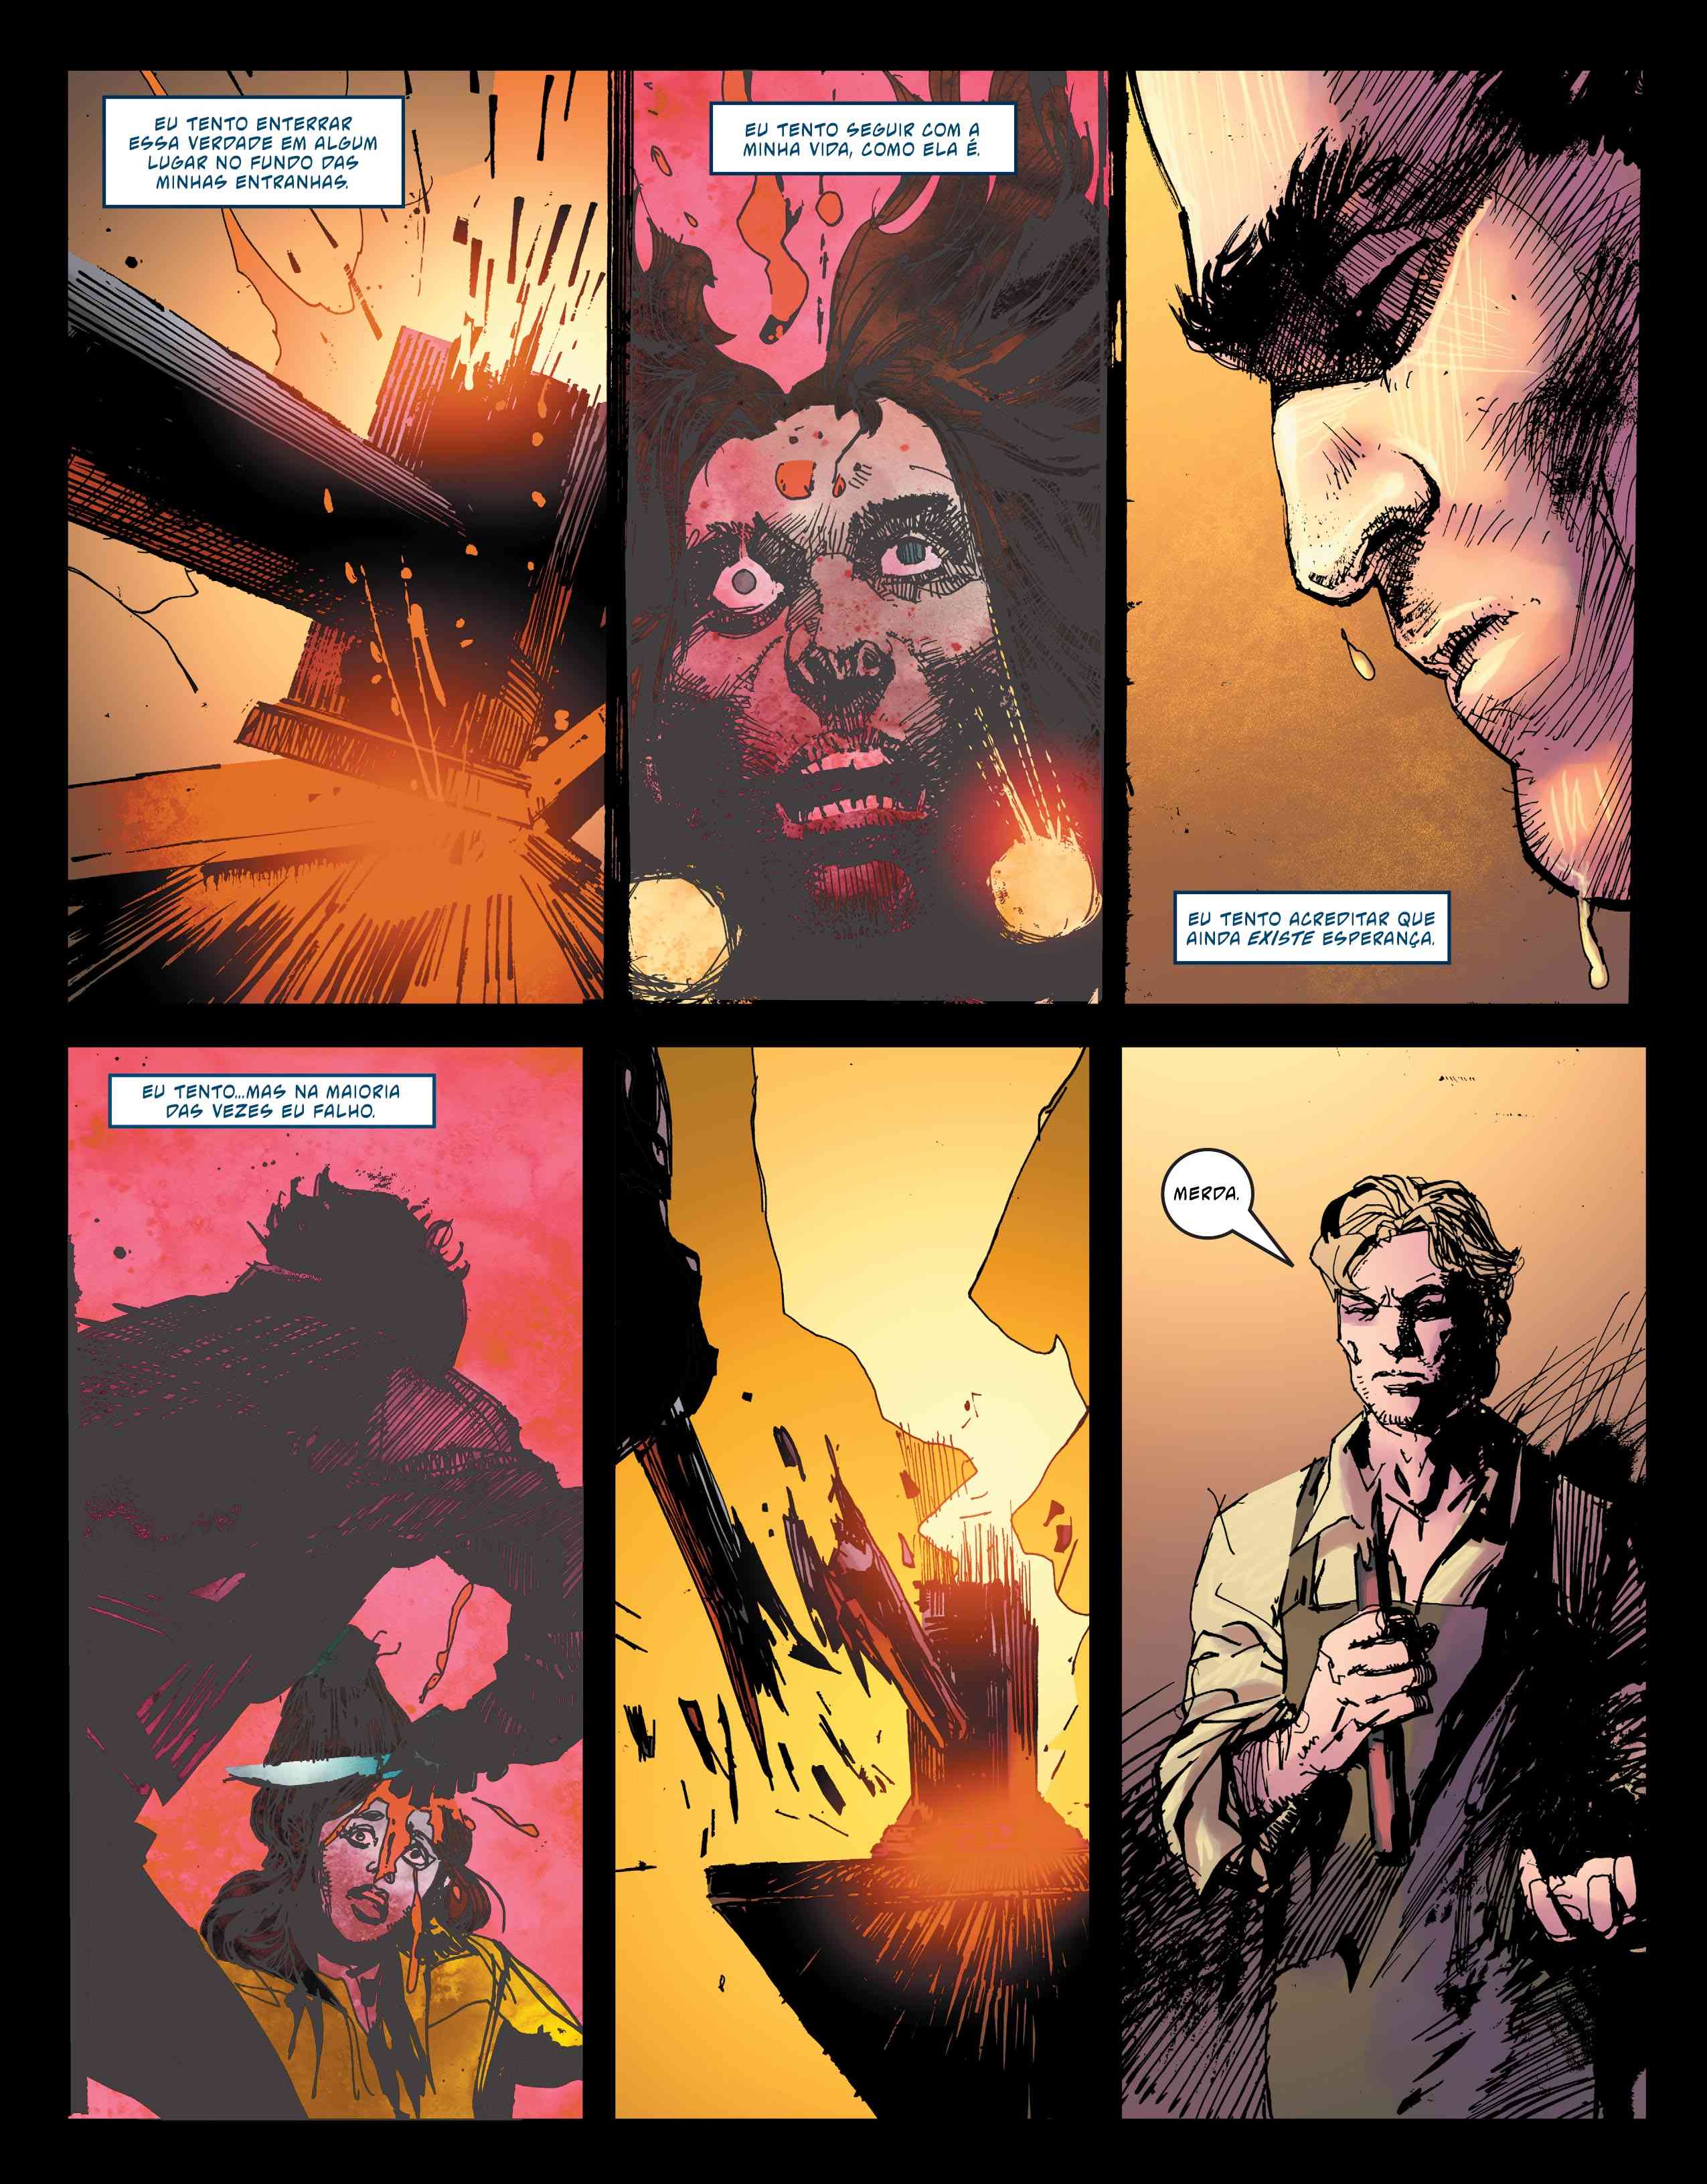 EU TENTO ENTERRAR
ESSA VERDADE EM ALGUM
LUGAR NO FUNDO DAS
MINHAS ENTRANHAS.
EU TENTO SEGUIR COM A
MINHA VIDA, COMO ELA É.
EU TENTO ACREDITAR QUE
AINDA EXISTE ESPERANÇA.
EU TENTO...MAS NA MAIORIA
DAS VEZES EU FALHO.
MERDA.